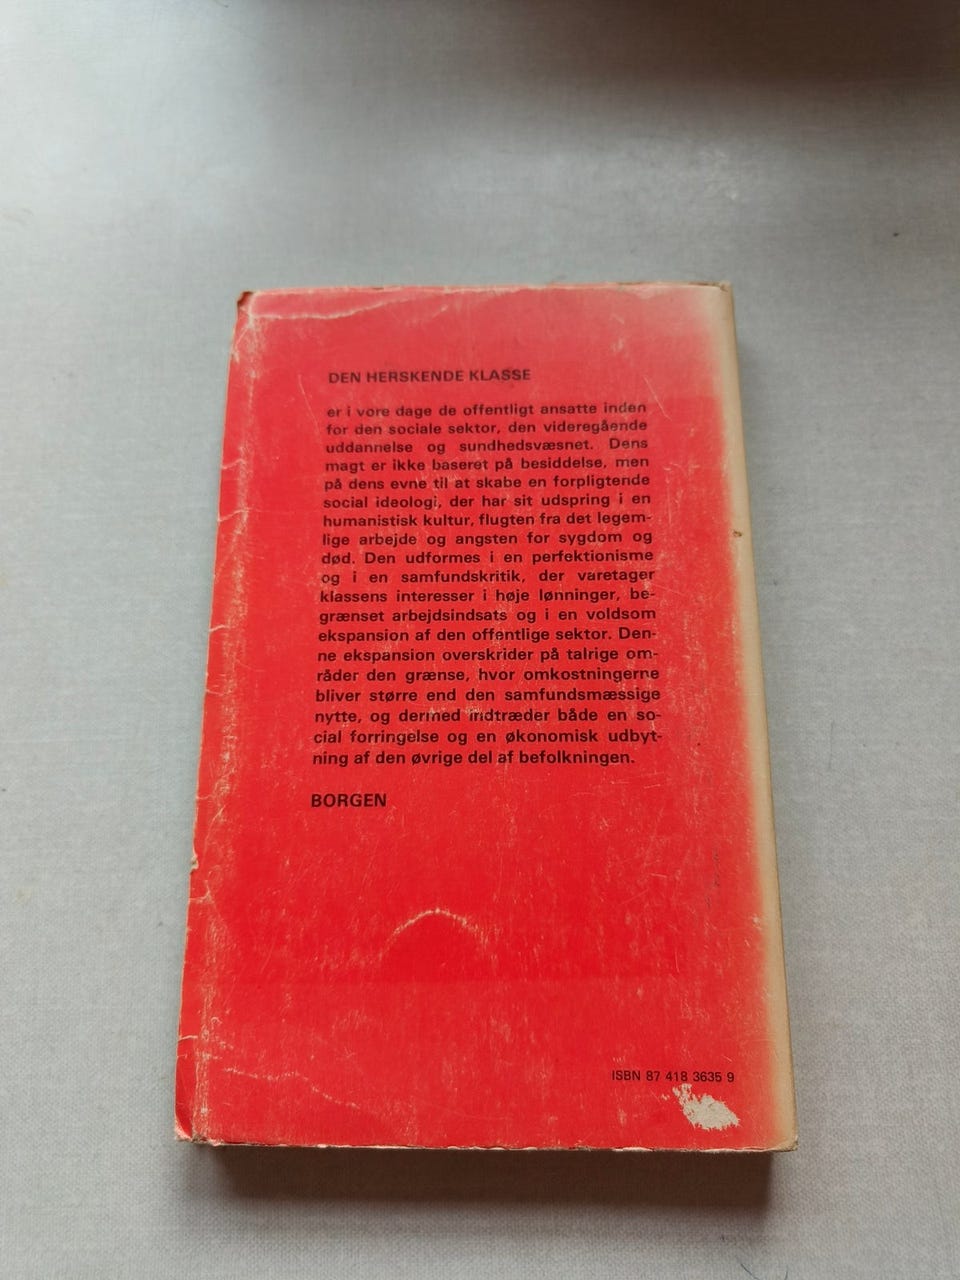 DEN HERSKENDE KLASSE
er i vore dage de offentligt ansatte inden
for den sociale sektor, den videregående
uddannelse og sundhedsvæsnet. Dens
magt er ikke baseret på besiddelse, men
på dens evne til at skabe en forpligtende
social ideologi, der har sit udspring i en
humanistisk kultur, flugten fra det legem-
lige arbejde og angsten for sygdom og
død. Den udformes i en perfektionisme
og i en samfundskritik, der varetager
klassens interesser i høje lønninger, be-
grænset arbejdsindsats og i en voldsom
ekspansion af den offentlige sektor. Den-
ne ekspansion overskrider på talrige om-
råder den grænse, hvor omkostningerne
bliver større end den samfundsmæssige
nytte, og dermed indtræder både en so-
cial forringelse og en økonomisk udbyt-
ning af den øvrige del af befolkningen.
BORGEN
ISBN 87 418 3635 9